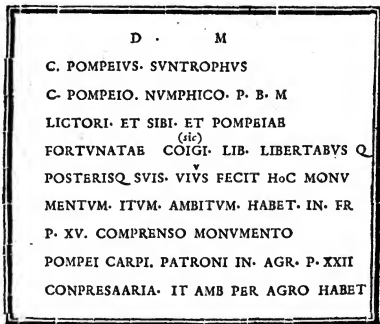 D · M
C. POMPEIVS· SVNTROPHVS
C· POMPEIO. NVMPHICO· P· B· M
LICTORI· ET SIBI· ET POMPEIAE
(sic)
FORTVNATAE COIGI· LIB· LIBERTABVS Q
V
POSTERISQ SVIS· VIVS FECIT HoC MONV
MENTVM· ITVM· AMBITVM· HABET· IN· FR
P· XV. COMPRENSO MONVMENTO
POMPEI CARPI. PATRONI IN· AGR· P· XXII
CONPRESAARIA· IT AMB PER AGRO HABET